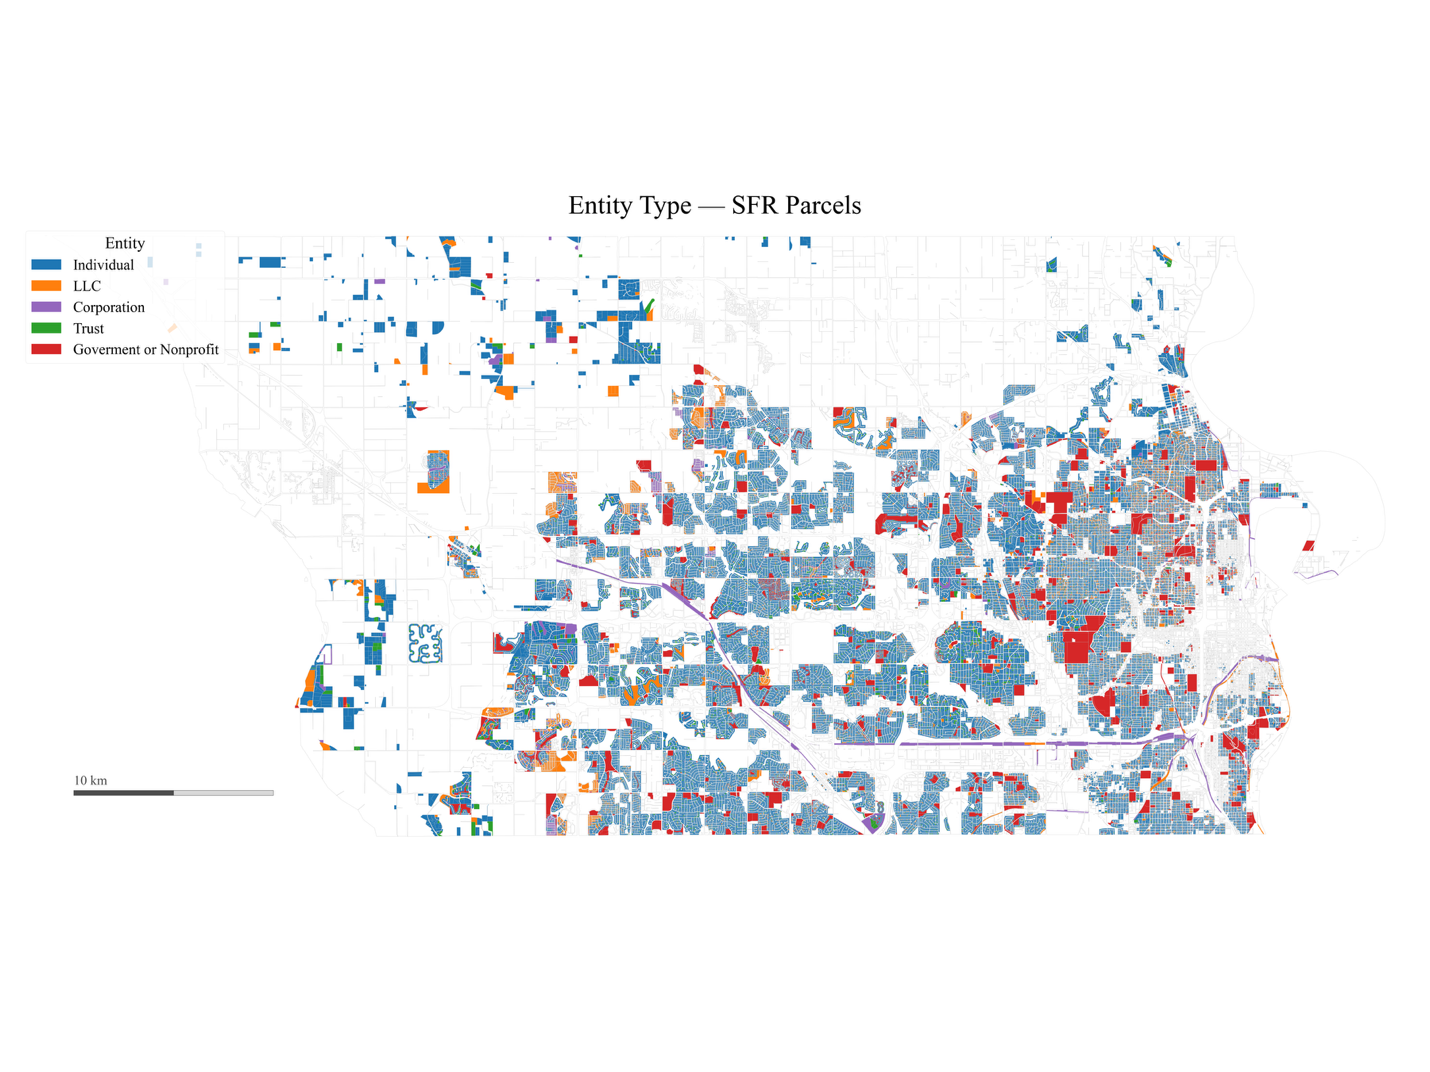 Entity Type — SFR Parcels
Entity
Individual
LLC
Corporation
Trust
Goverment or Nonprofit
10 km